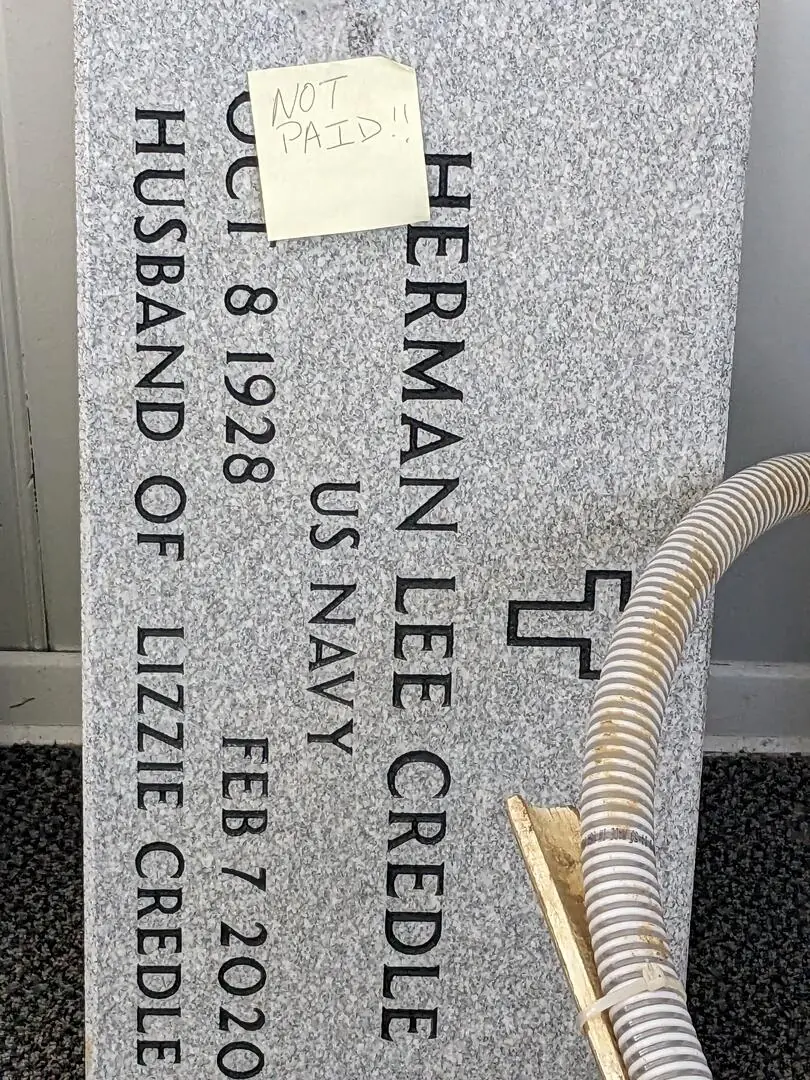 NOT
PAID!!
HERMAN LEE CREDLE
US NAVY
OCT 8 1928 FEB 7 2020
HUSBAND OF LIZZIE CREDLE